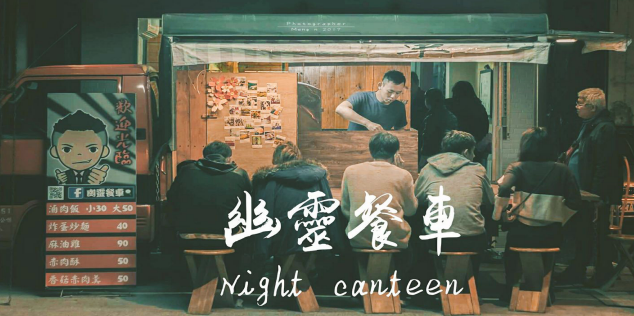 Photographer
歡迎光臨
幽靈餐車
滷肉飯 小30 大50
炸蛋炒麵 40
麻油雞 90
赤肉酥 50
香菇赤肉羹 50
幽靈餐車
Night canteen